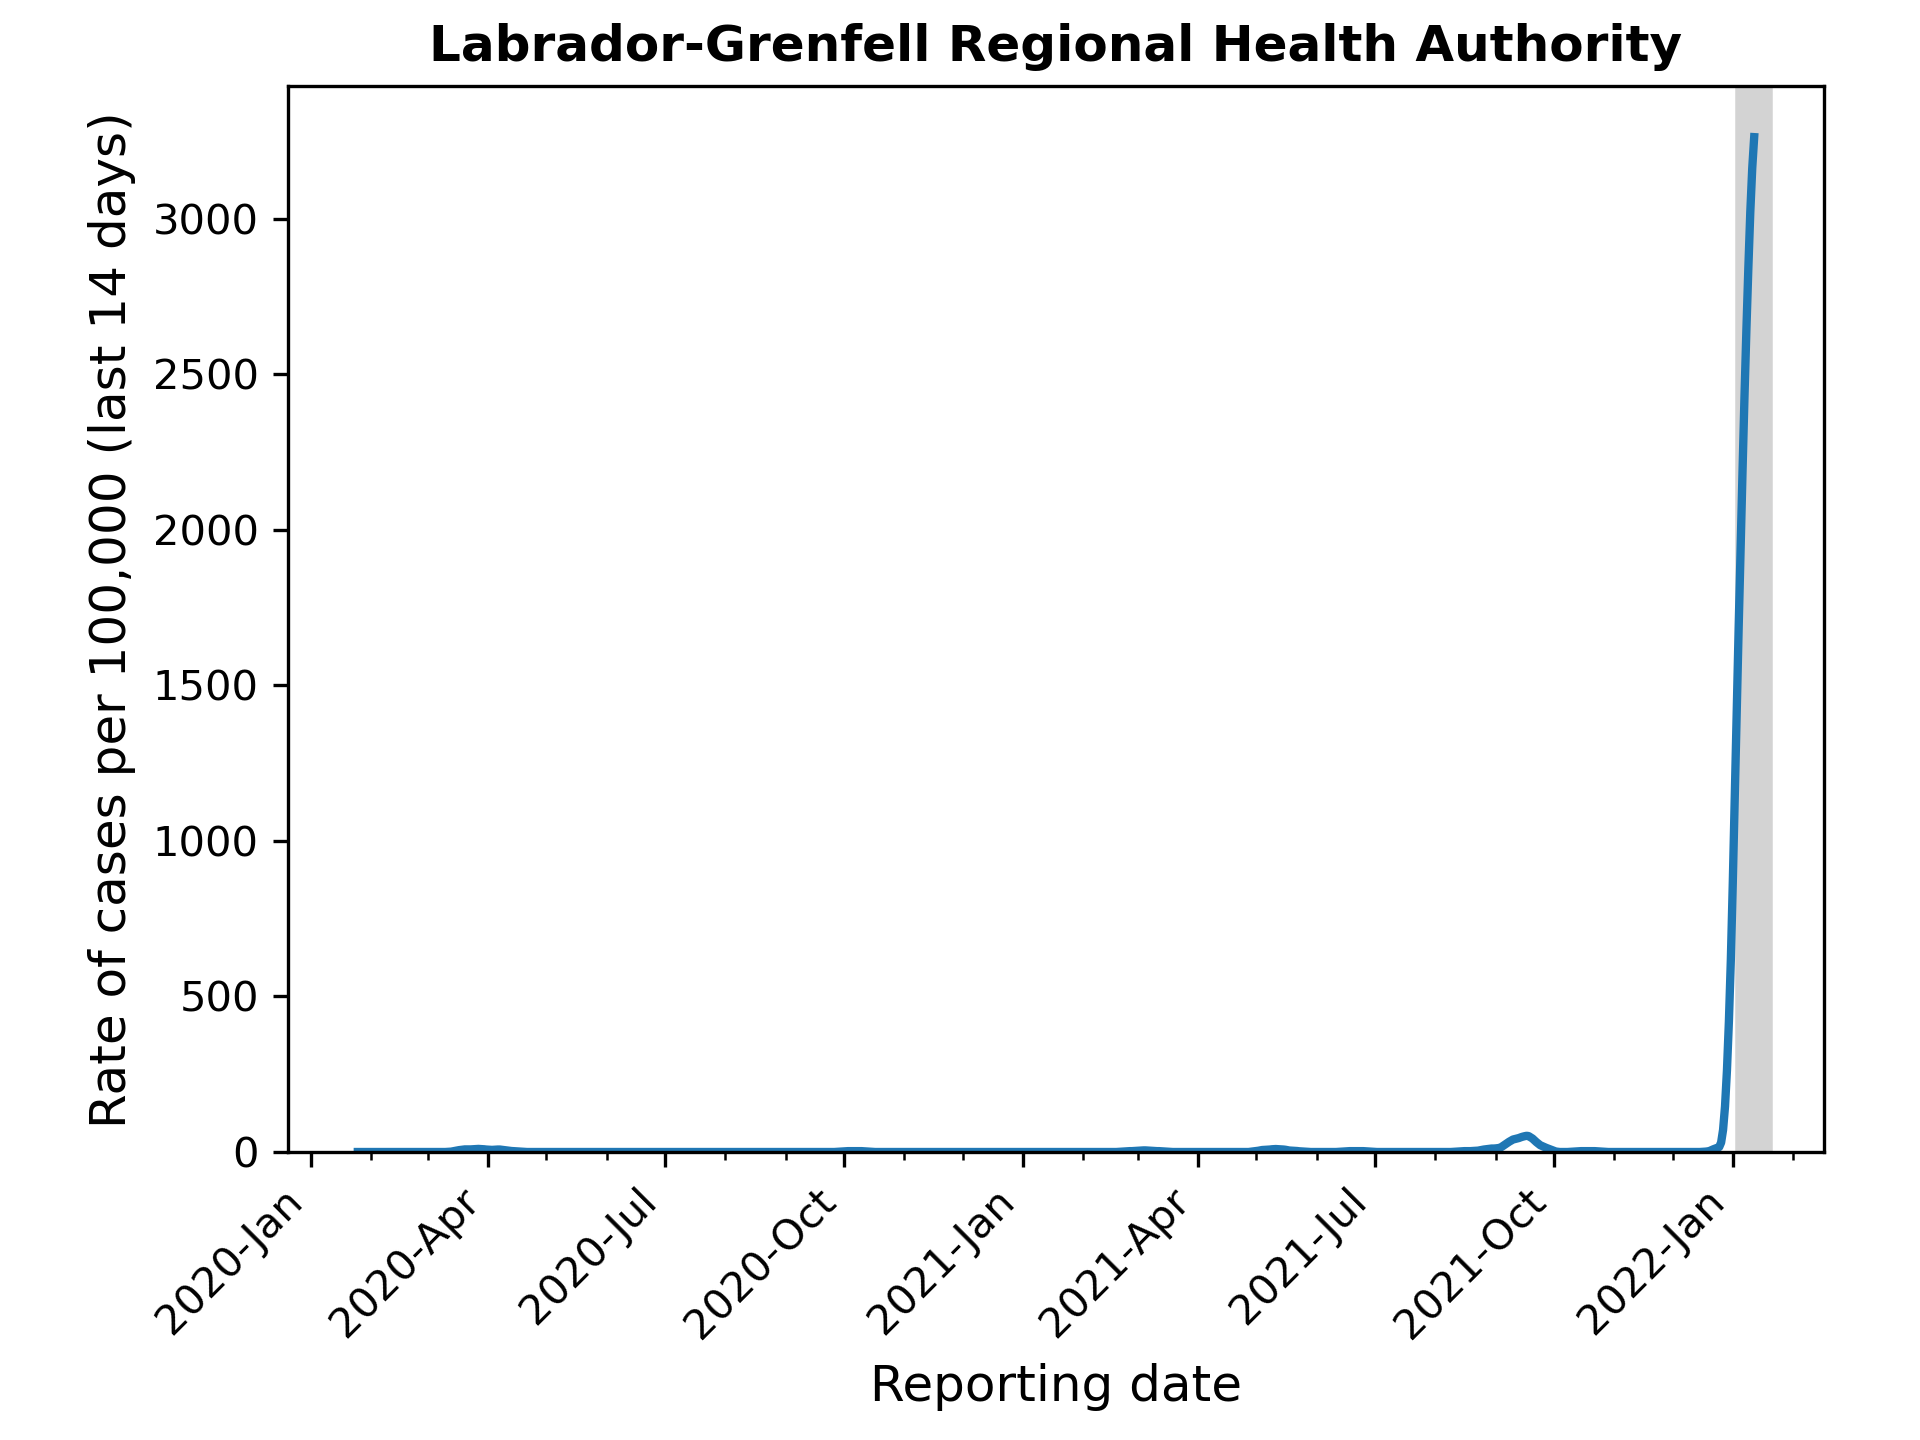 Labrador-Grenfell Regional Health Authority
Rate of cases per 100,000 (last 14 days)
3000
2500
2000
1500
1000
500
0
2020-Jan
2020-Apr
2020-Jul
2020-Oct
2021-Jan
2021-Apr
2021-Jul
2021-Oct
2022-Jan
Reporting date